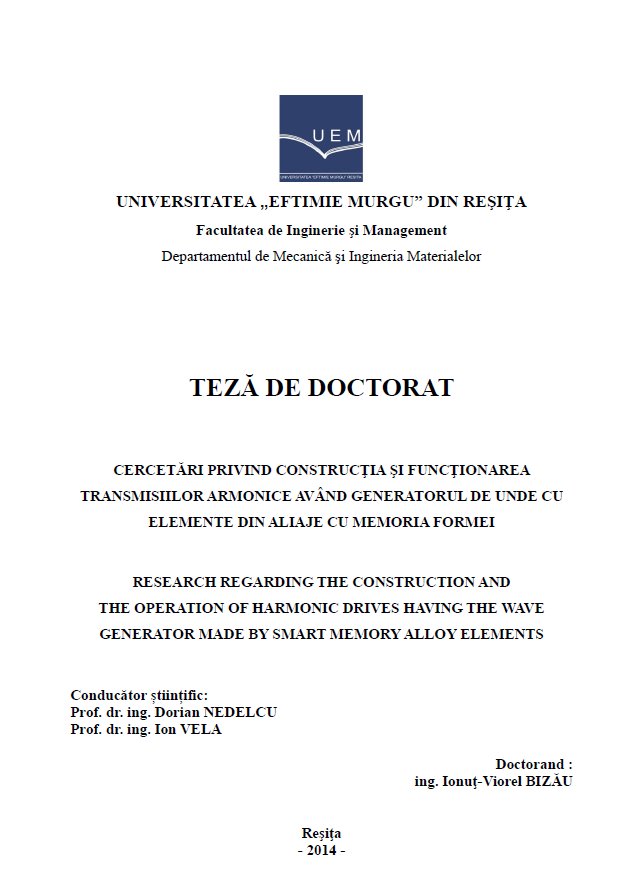 UEM
UNIVERSITATEA "EFTIMIE MURGU" REŞIŢA
UNIVERSITATEA „EFTIMIE MURGU” DIN REŞIŢA
Facultatea de Inginerie și Management
Departamentul de Mecanică şi Ingineria Materialelor
TEZĂ DE DOCTORAT
CERCETĂRI PRIVIND CONSTRUCŢIA ŞI FUNCŢIONAREA
TRANSMISIILOR ARMONICE AVÂND GENERATORUL DE UNDE CU
ELEMENTE DIN ALIAJE CU MEMORIA FORMEI
RESEARCH REGARDING THE CONSTRUCTION AND
THE OPERATION OF HARMONIC DRIVES HAVING THE WAVE
GENERATOR MADE BY SMART MEMORY ALLOY ELEMENTS
Conducător științific:
Prof. dr. ing. Dorian NEDELCU
Prof. dr. ing. Ion VELA
Doctorand :
ing. Ionuţ-Viorel BIZĂU
Reşiţa
- 2014 -